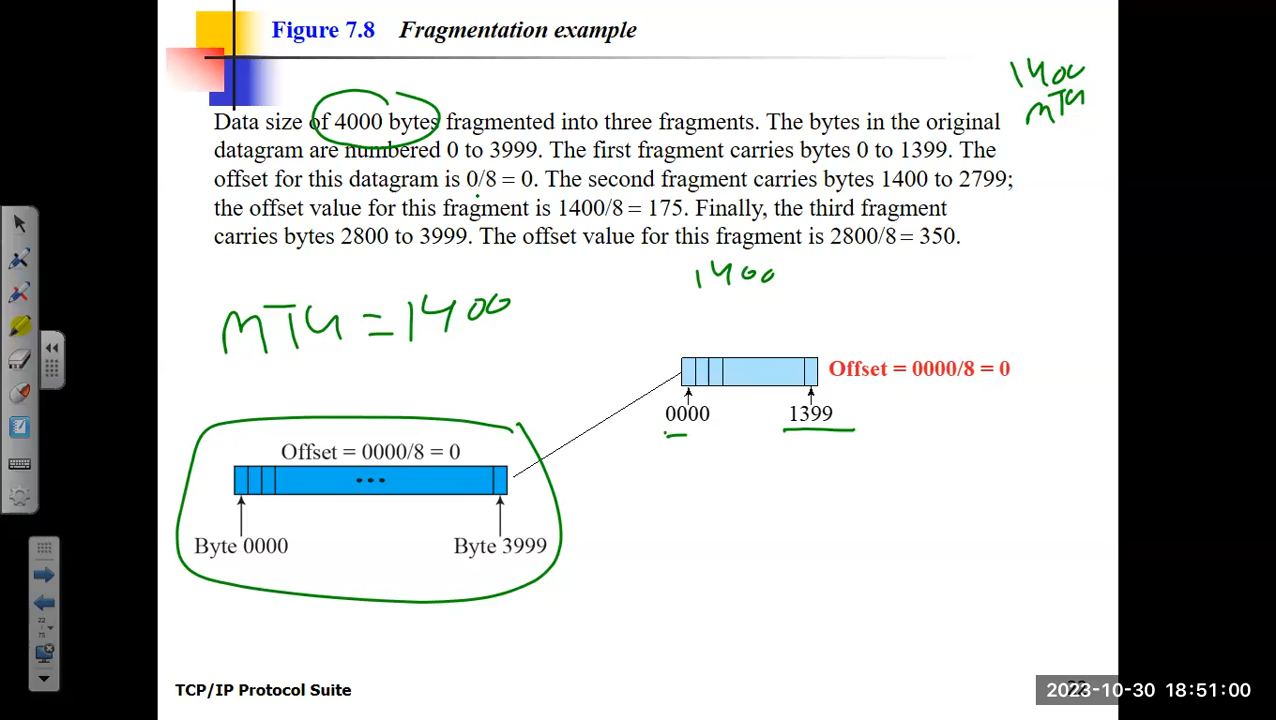 Figure 7.8 Fragmentation example
1400
MTU
Data size of 4000 bytes fragmented into three fragments. The bytes in the original
datagram are numbered 0 to 3999. The first fragment carries bytes 0 to 1399. The
offset for this datagram is 0/8 = 0. The second fragment carries bytes 1400 to 2799;
the offset value for this fragment is 1400/8 = 175. Finally, the third fragment
carries bytes 2800 to 3999. The offset value for this fragment is 2800/8 = 350.
1400
MTU = 1400
Offset = 0000/8 = 0
0000 1399
Offset = 0000/8 = 0
Byte 0000 Byte 3999
22
75
TCP/IP Protocol Suite
2023-10-30 18:51:00